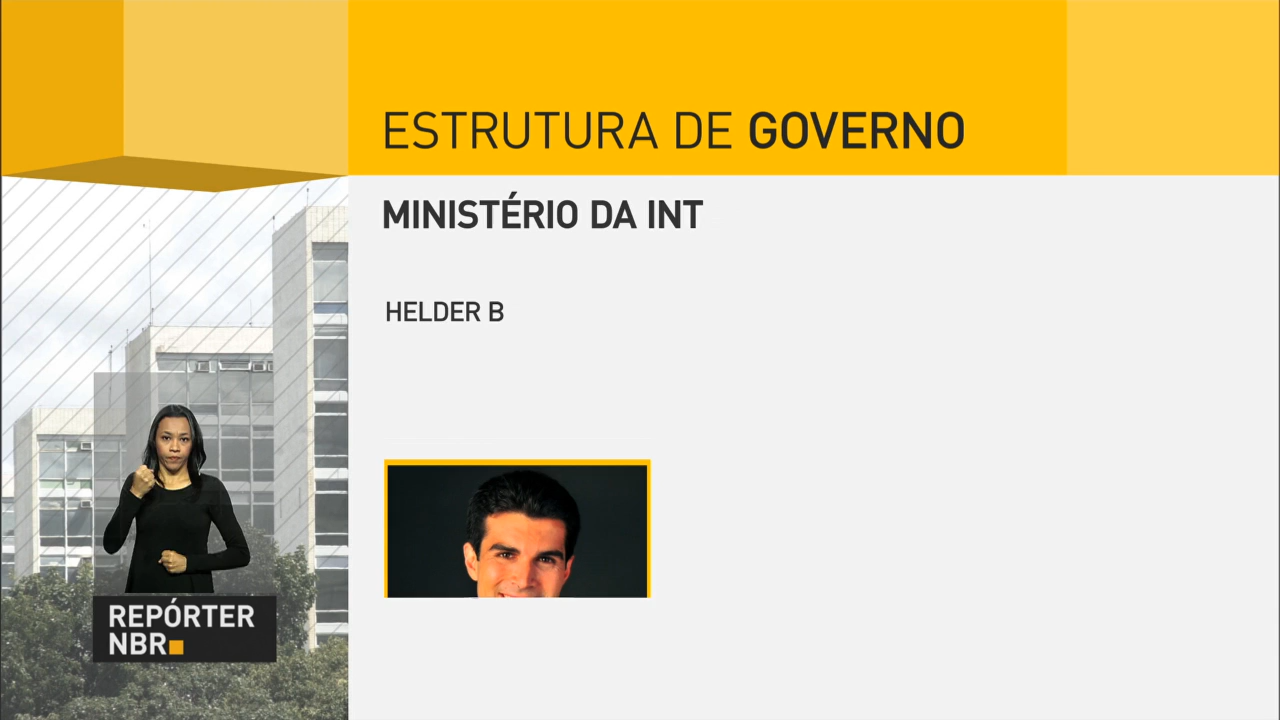 ESTRUTURA DE GOVERNO
MINISTÉRIO DA INT
HELDER B
REPÓRTER
NBR